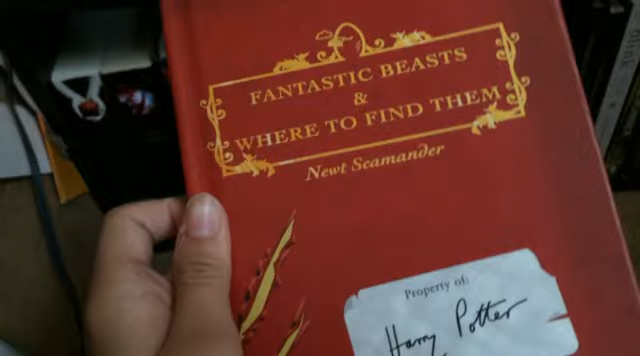 FANTASTIC BEASTS
&
WHERE TO FIND THEM
Newt Scamander
Property of:
Harry Potter